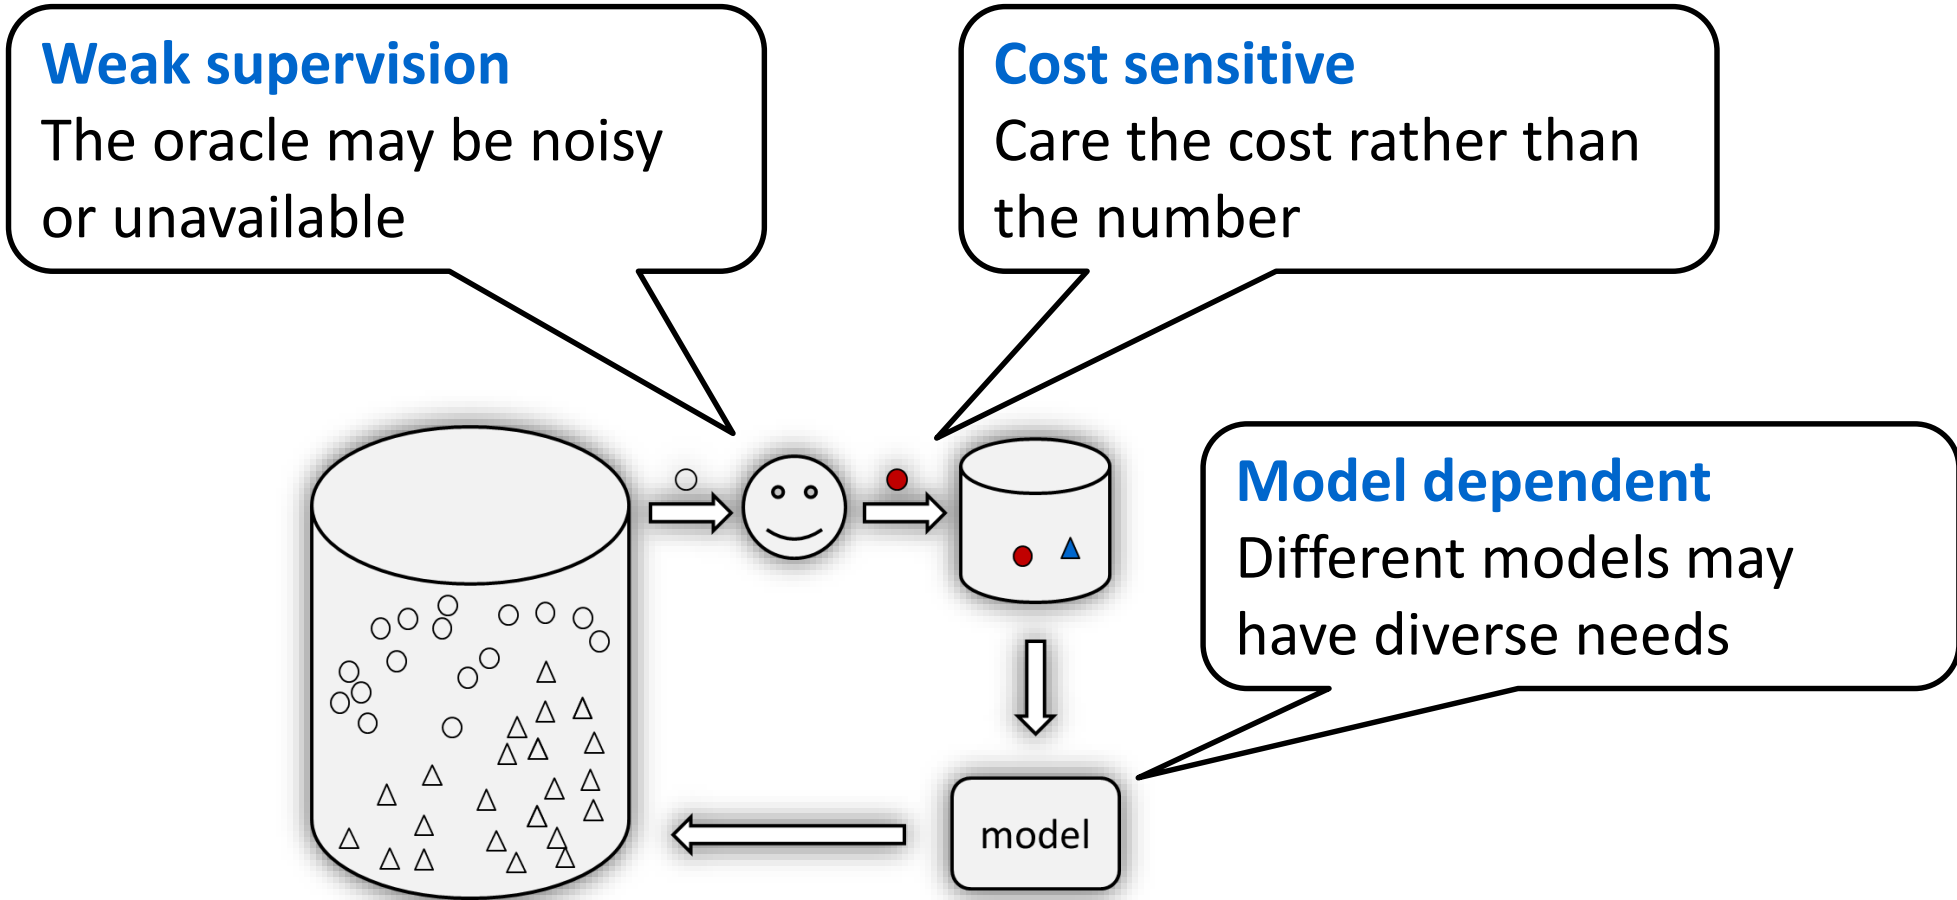 Weak supervision
The oracle may be noisy
or unavailable
Cost sensitive
Care the cost rather than
the number
Model dependent
Different models may
have diverse needs
model